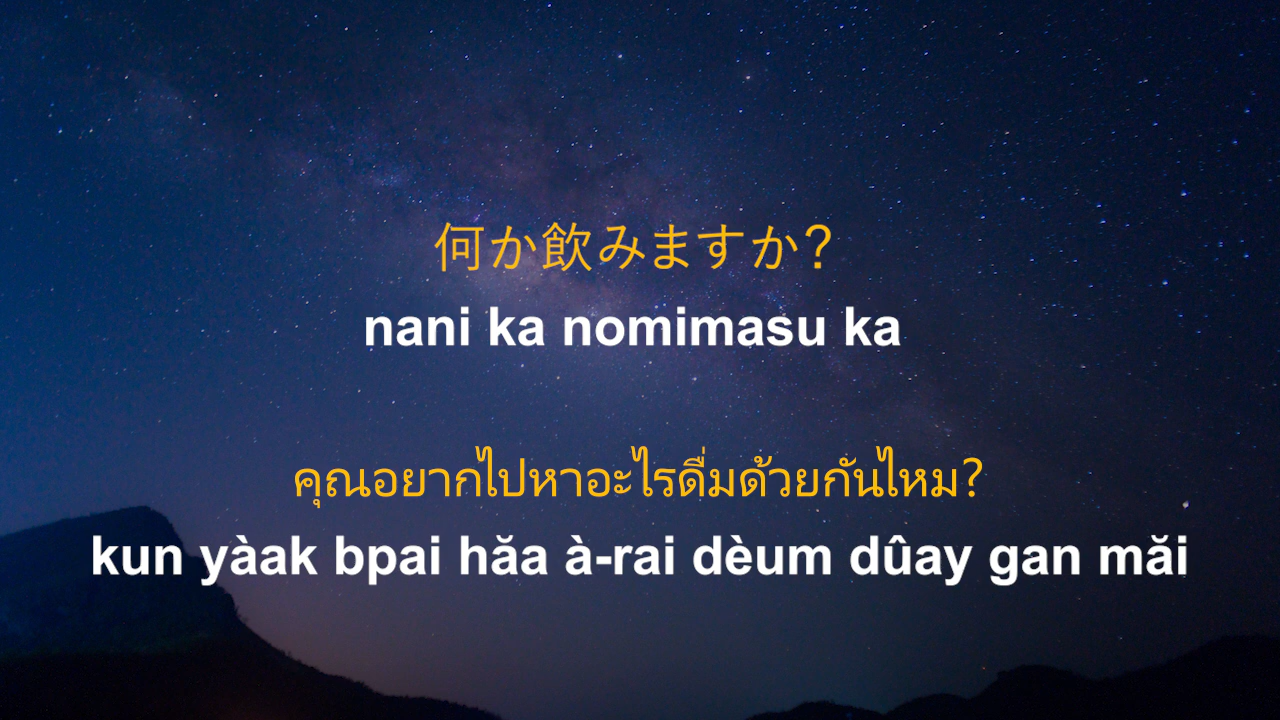 何か飲みますか?
nani ka nomimasu ka
คุณอยากไปหาอะไรดื่มด้วยกันไหม?
kun yàak bpai hăa à-rai dèum dûay gan măi